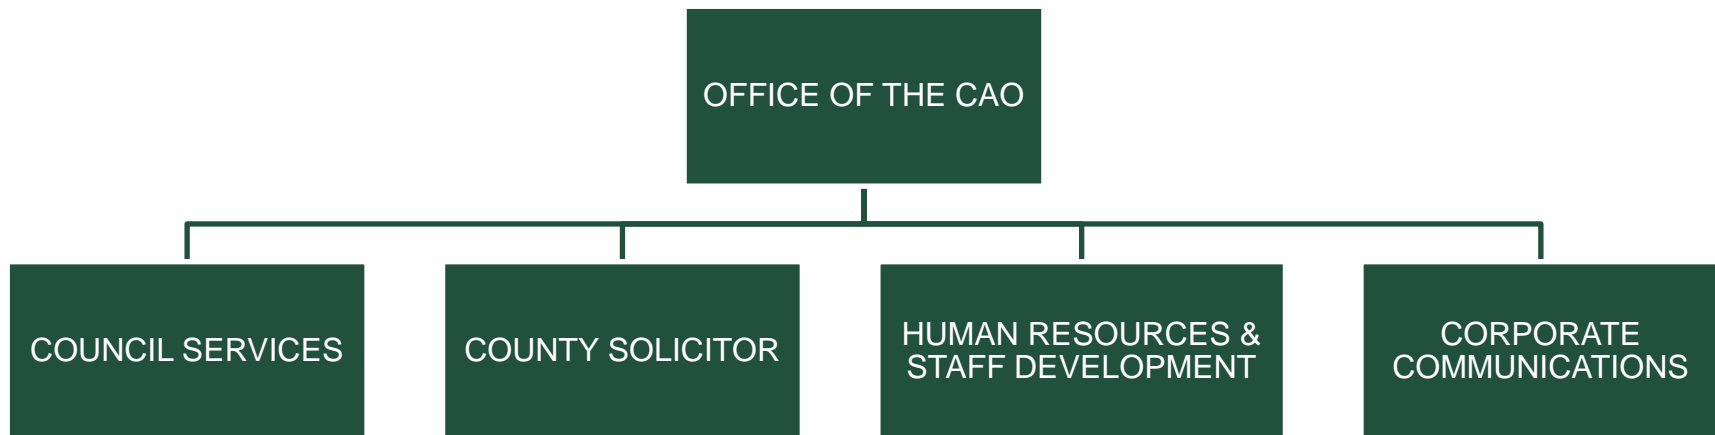 OFFICE OF THE CAO
COUNCIL SERVICES
COUNTY SOLICITOR
HUMAN RESOURCES &
STAFF DEVELOPMENT
CORPORATE
COMMUNICATIONS